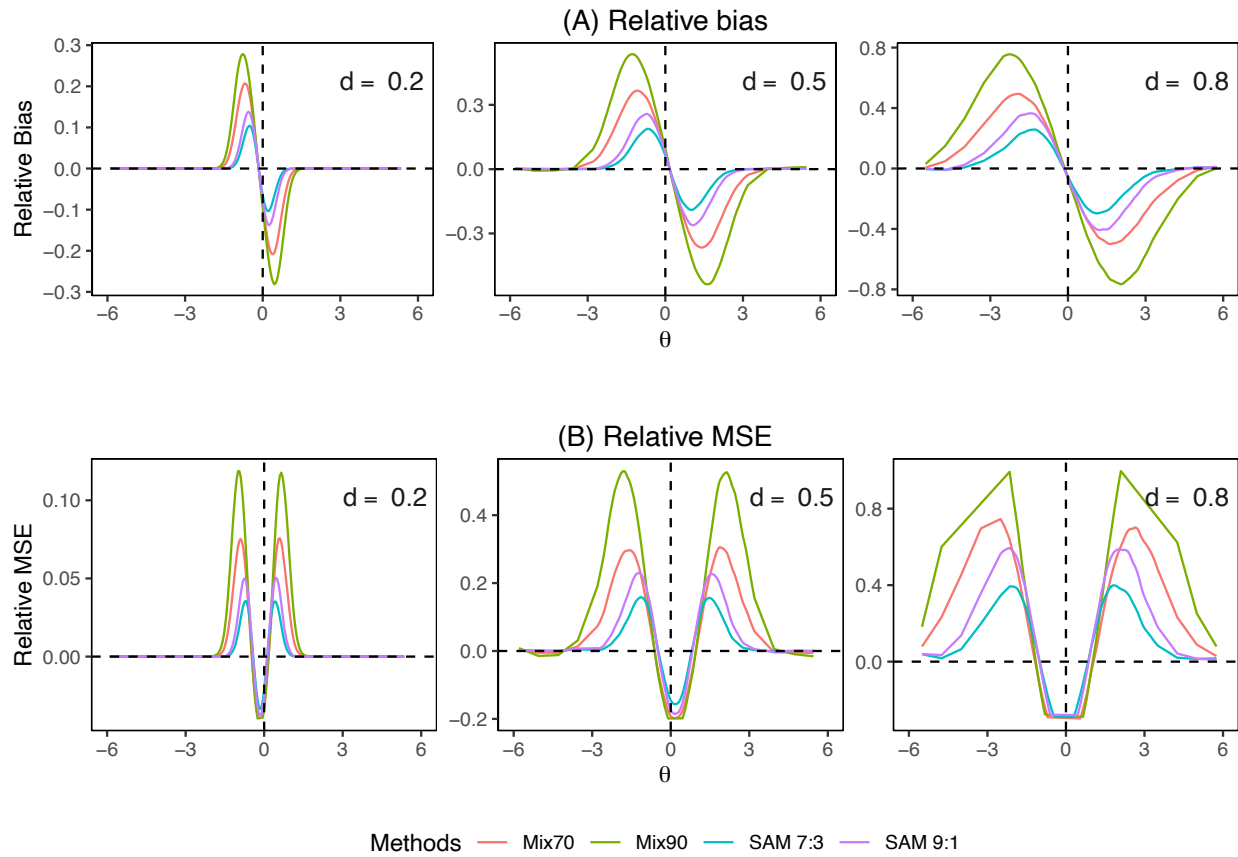 (A) Relative bias
Relative Bias
0.3
0.2
0.1
0.0
−0.1
−0.2
−0.3
d = 0.2
−6 −3 0 3 6
0.3
0.0
−0.3
d = 0.5
−6 −3 0 3 6
θ
0.8
0.4
0.0
−0.4
−0.8
d = 0.8
−6 −3 0 3 6
(B) Relative MSE
Relative MSE
0.10
0.05
0.00
d = 0.2
−6 −3 0 3 6
0.4
0.2
0.0
−0.2
d = 0.5
−6 −3 0 3 6
θ
0.8
0.4
0.0
d = 0.8
−6 −3 0 3 6
Methods Mix70 Mix90 SAM 7:3 SAM 9:1